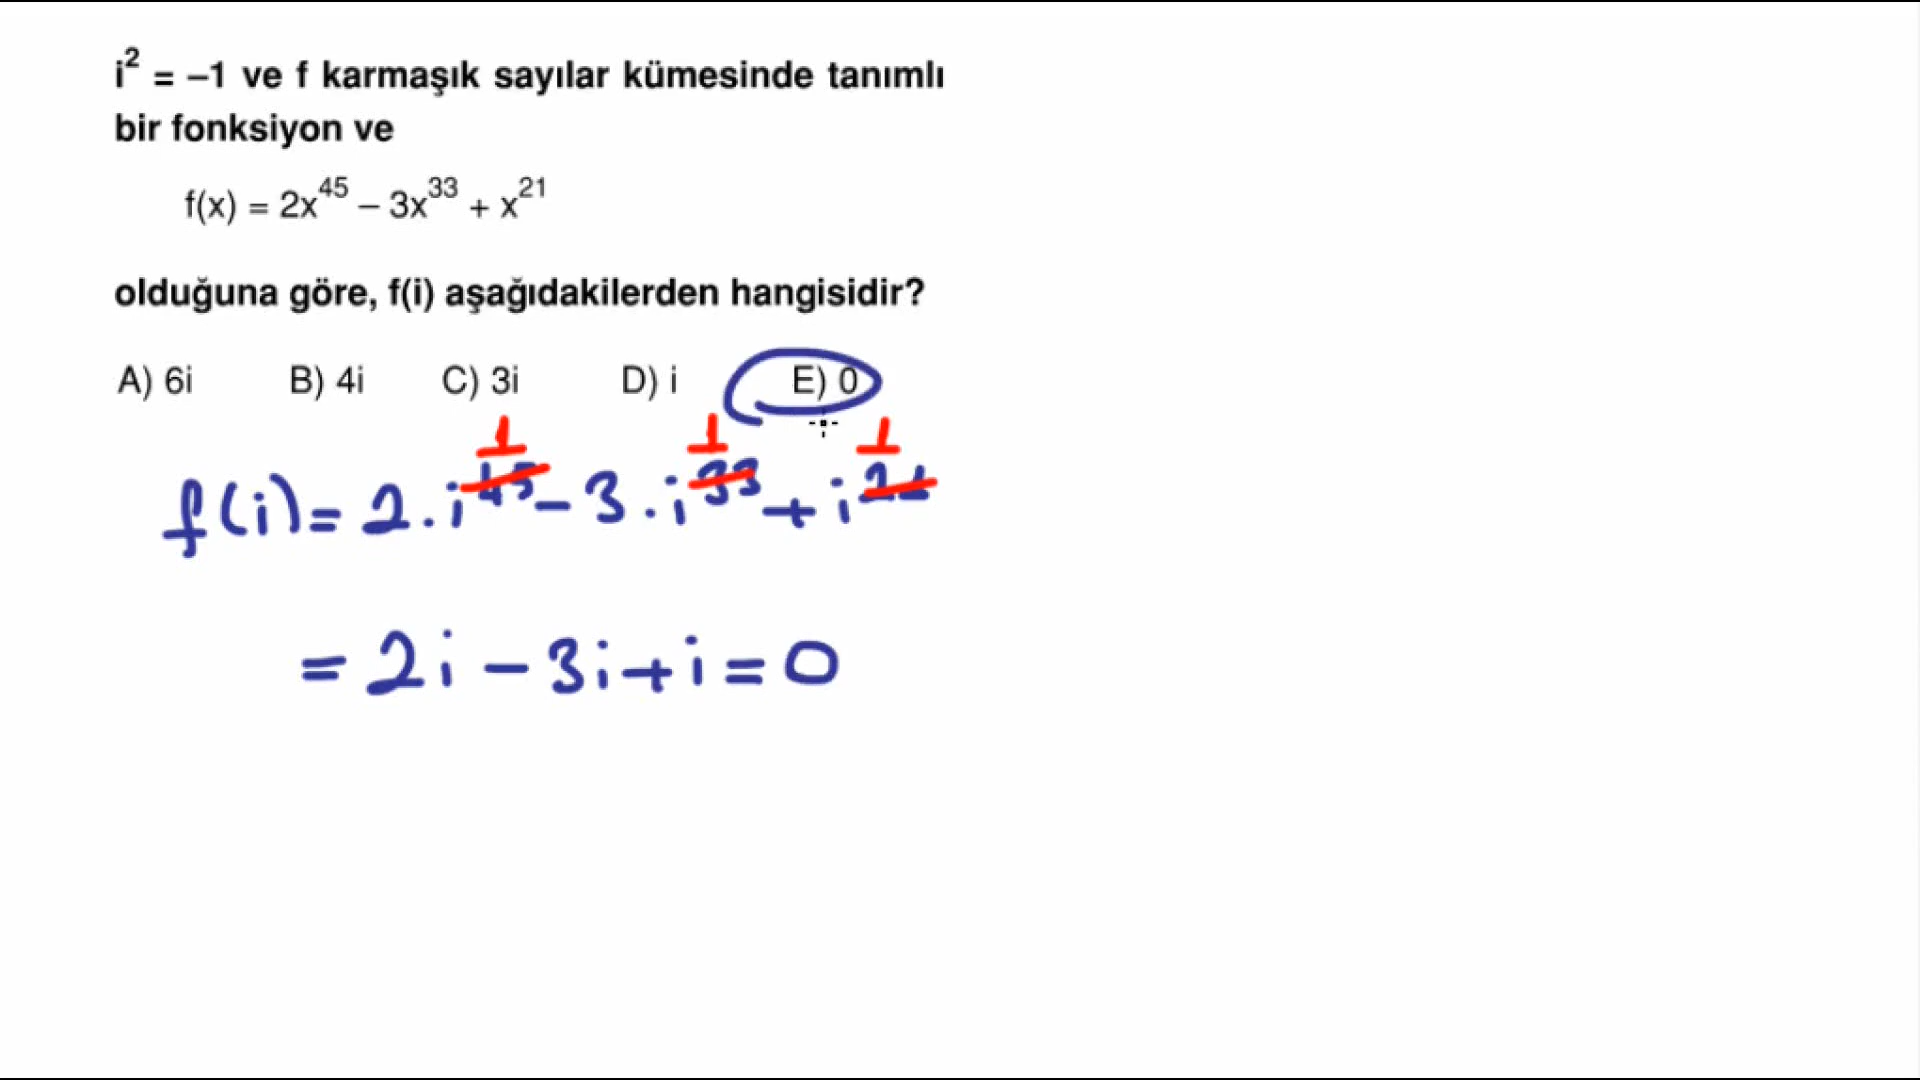 i² = –1 ve f karmaşık sayılar kümesinde tanımlı
bir fonksiyon ve
f(x) = 2x⁴⁵ – 3x³³ + x²¹
olduğuna göre, f(i) aşağıdakilerden hangisidir?
A) 6i B) 4i C) 3i D) i E) 0
1 1 1
f(i) = 2 . i⁴⁵ – 3 . i³³ + i²¹
= 2i – 3i + i = 0